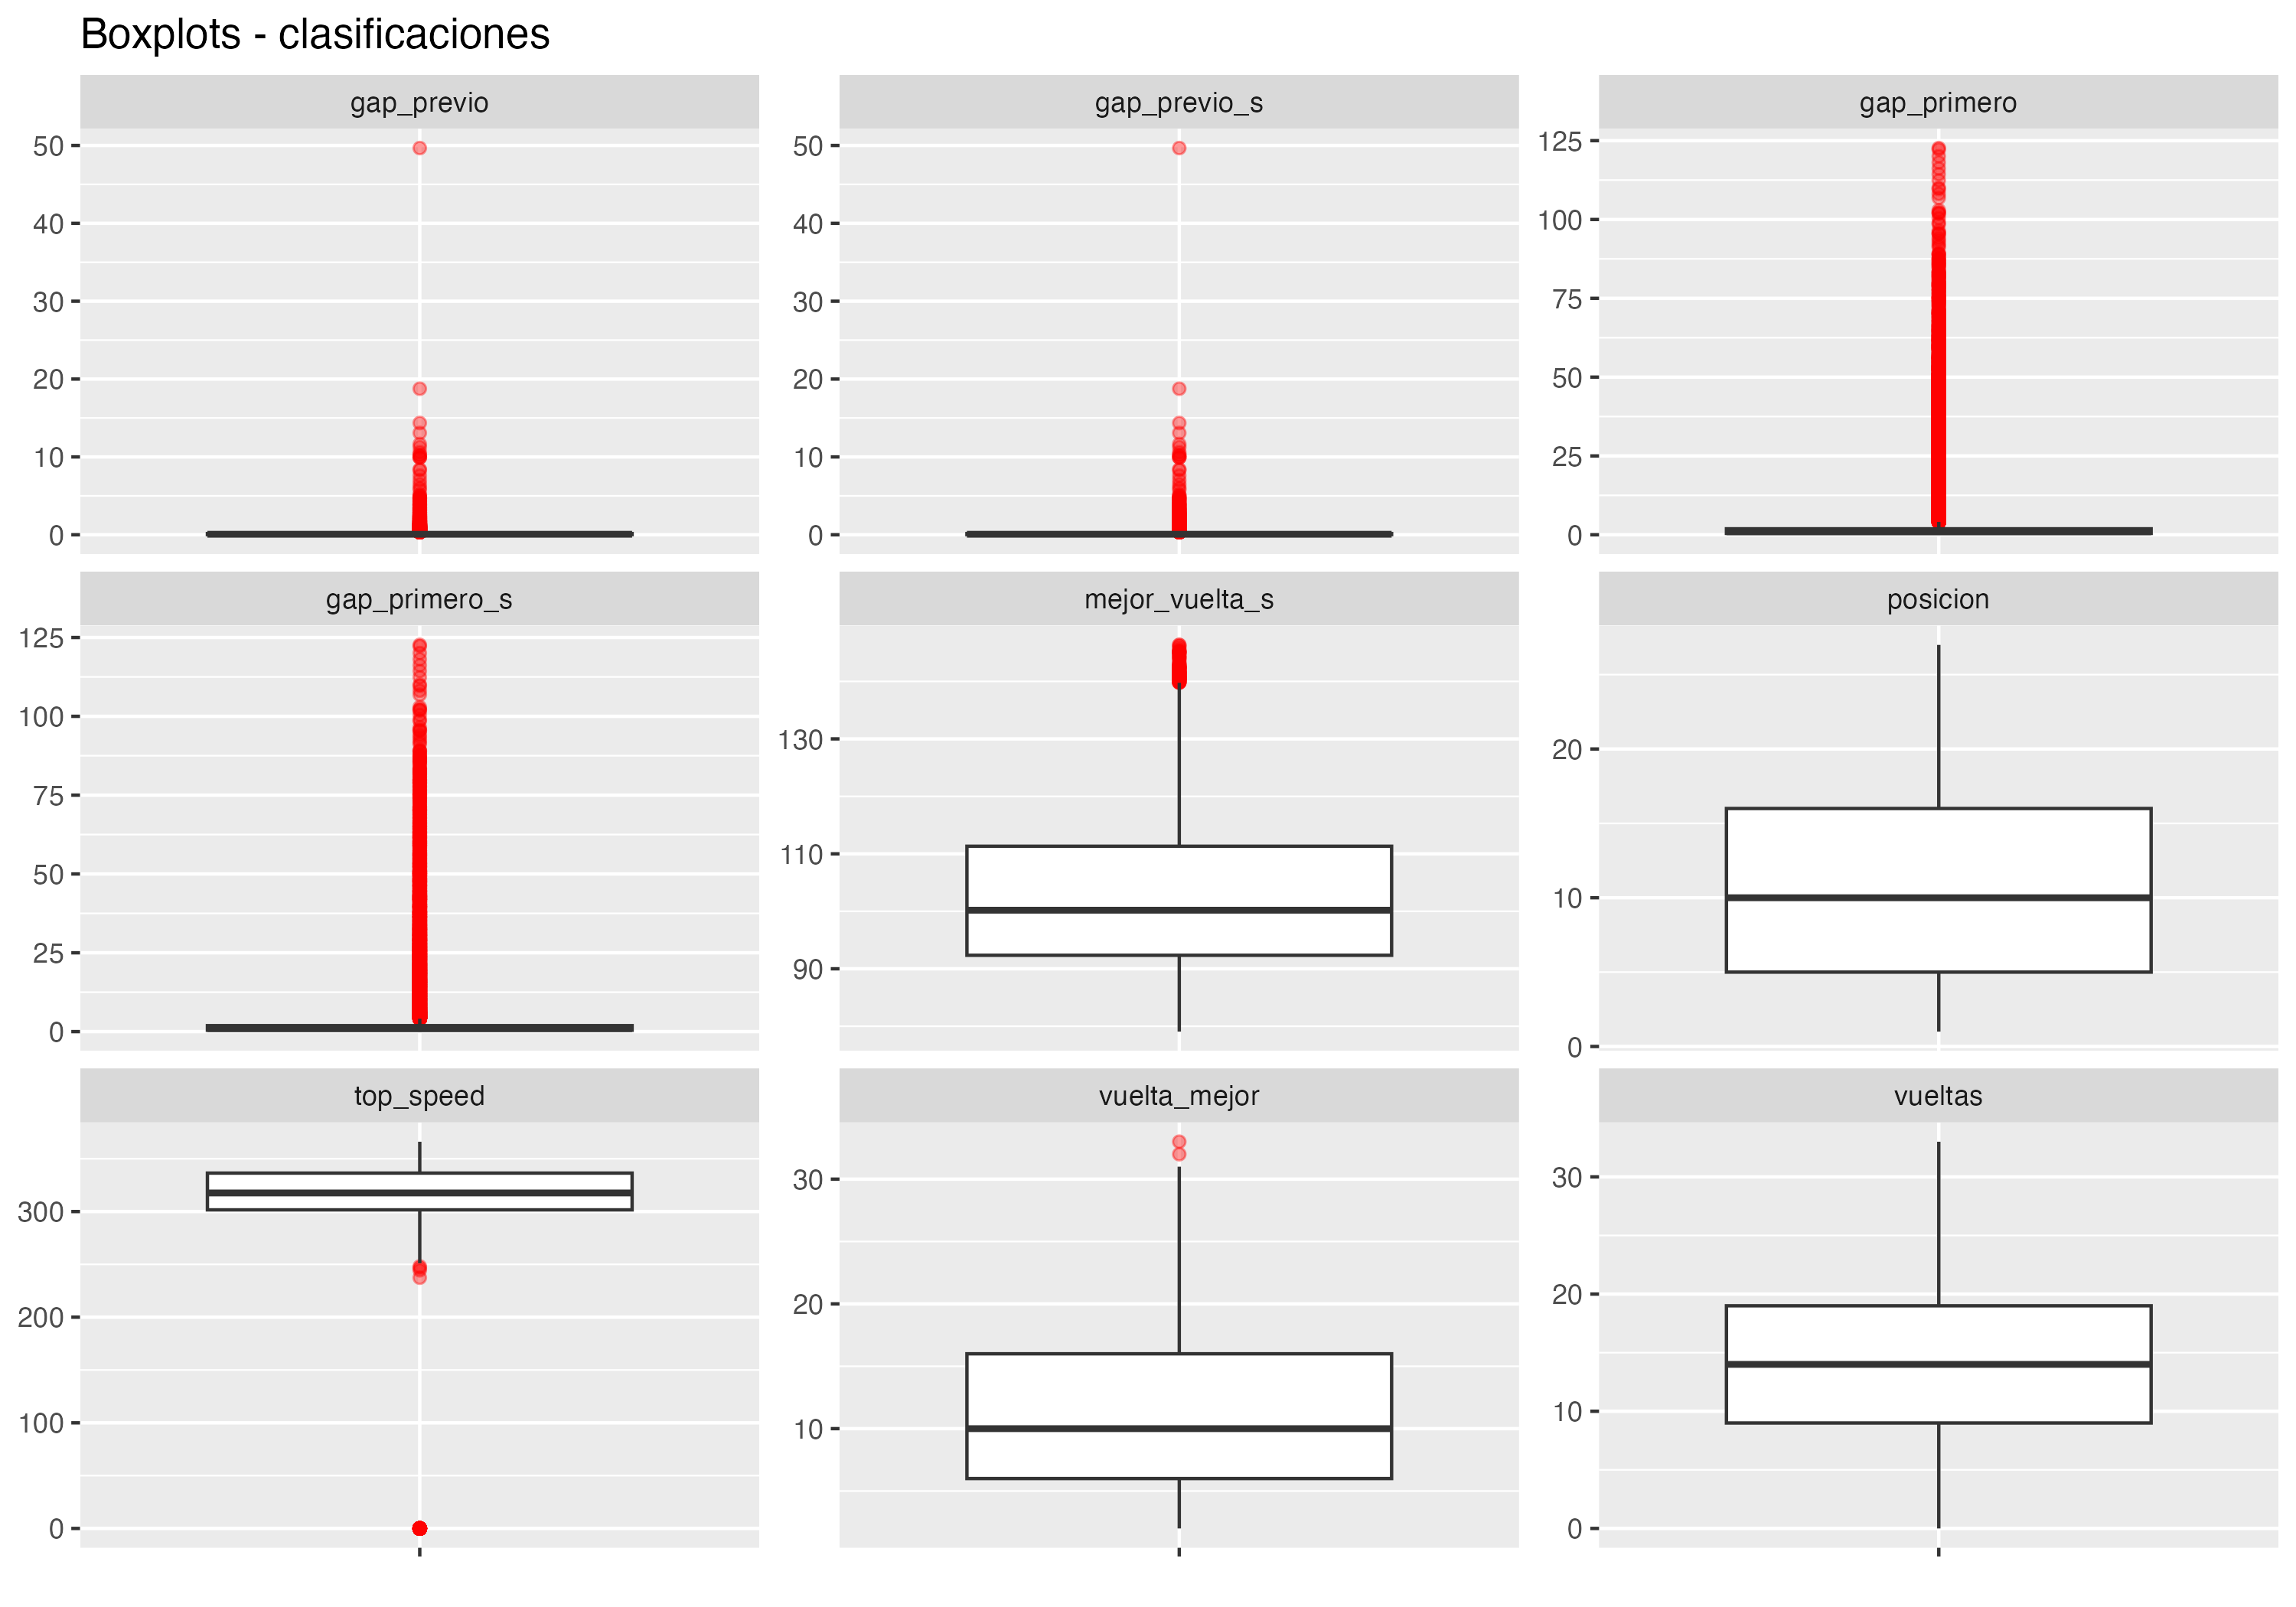 Boxplots - clasificaciones
gap_previo gap_previo_s gap_primero
50 50 125
40 40 100
30 30 75
20 20 50
10 10 25
0 0 0
gap_primero_s mejor_vuelta_s posicion
125
100 130 20
75
50 110 10
25 90
0 0
top_speed vuelta_mejor vueltas
300 30 30
200 20 20
100 10 10
0 0